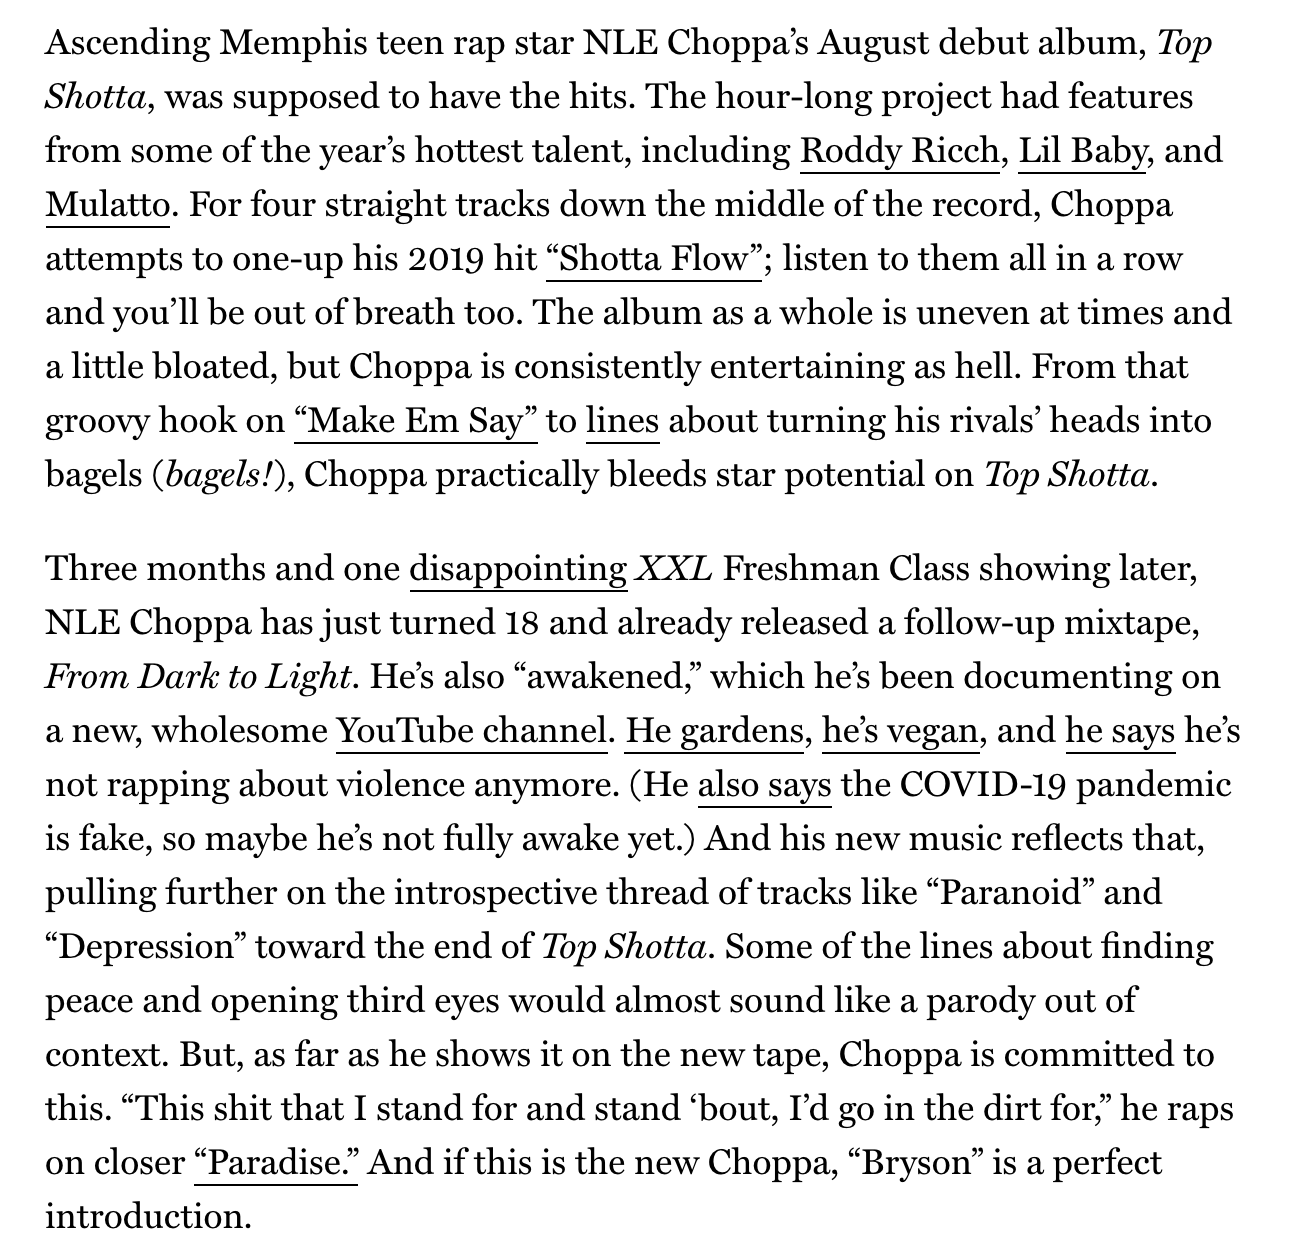 Ascending Memphis teen rap star NLE Choppa’s August debut album, Top
Shotta, was supposed to have the hits. The hour-long project had features
from some of the year’s hottest talent, including Roddy Ricch, Lil Baby, and
Mulatto. For four straight tracks down the middle of the record, Choppa
attempts to one-up his 2019 hit “Shotta Flow”; listen to them all in a row
and you’ll be out of breath too. The album as a whole is uneven at times and
a little bloated, but Choppa is consistently entertaining as hell. From that
groovy hook on “Make Em Say” to lines about turning his rivals’ heads into
bagels (bagels!), Choppa practically bleeds star potential on Top Shotta.
Three months and one disappointing XXL Freshman Class showing later,
NLE Choppa has just turned 18 and already released a follow-up mixtape,
From Dark to Light. He’s also “awakened,” which he’s been documenting on
a new, wholesome YouTube channel. He gardens, he’s vegan, and he says he’s
not rapping about violence anymore. (He also says the COVID-19 pandemic
is fake, so maybe he’s not fully awake yet.) And his new music reflects that,
pulling further on the introspective thread of tracks like “Paranoid” and
“Depression” toward the end of Top Shotta. Some of the lines about finding
peace and opening third eyes would almost sound like a parody out of
context. But, as far as he shows it on the new tape, Choppa is committed to
this. “This shit that I stand for and stand ‘bout, I’d go in the dirt for,” he raps
on closer “Paradise.” And if this is the new Choppa, “Bryson” is a perfect
introduction.